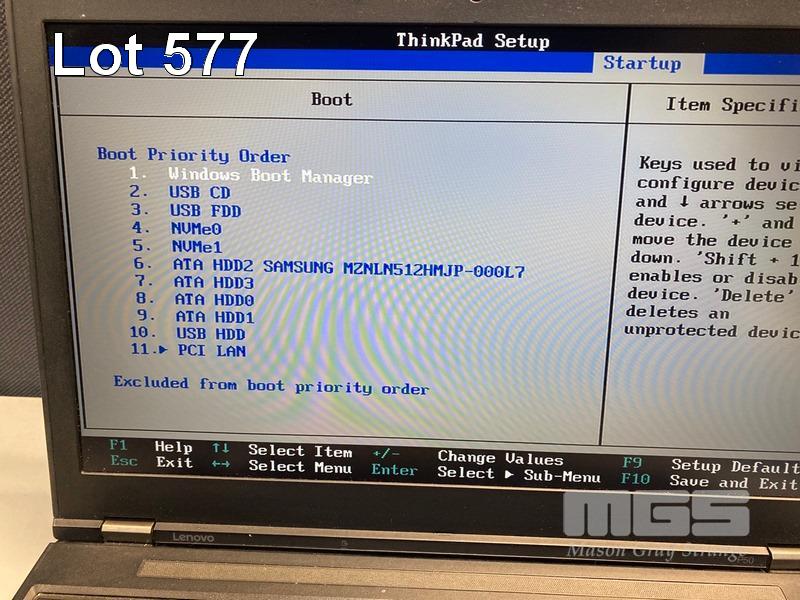 Lot 577
ThinkPad Setup
Startup
Boot
Boot Priority Order
1. Windows Boot Manager
2. USB CD
3. USB FDD
4. NVMe0
5. NVMe1
6. ATA HDD2 SAMSUNG MZNLN512HMJP-000L7
7. ATA HDD3
8. ATA HDD0
9. ATA HDD1
10. USB HDD
11.▶ PCI LAN
Excluded from boot priority order
Item Specifi
Keys used to vi
configure devic
and ↓ arrows se
device. '+' and
move the device
down. 'Shift + 1
enables or disab
device. 'Delete'
deletes an
unprotected devic
F1 Help ↑↓ Select Item +/- Change Values F9 Setup Default
Esc Exit ←→ Select Menu Enter Select ▶ Sub-Menu F10 Save and Exit
MGS
Mason Gray Strange
Lenovo
P50